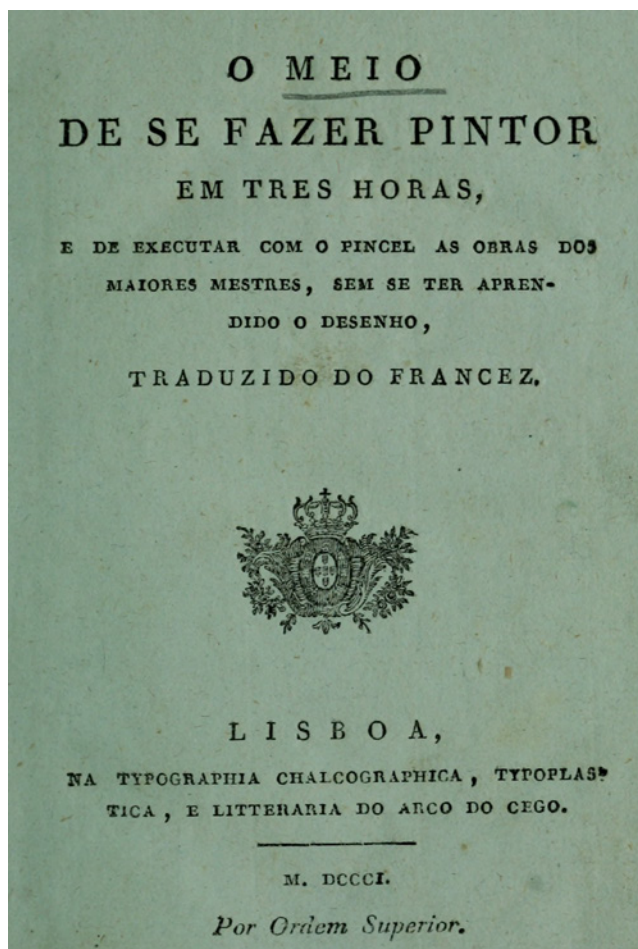 O MEIO
DE SE FAZER PINTOR
EM TRES HORAS,
E DE EXECUTAR COM O PINCEL AS OBRAS DOS
MAIORES MESTRES, SEM SE TER APREN-
DIDO O DESENHO,
TRADUZIDO DO FRANCEZ.
LISBOA,
NA TYPOGRAPHIA CHALCOGRAPHICA, TYPOPLAS-
TICA, E LITTERARIA DO ARCO DO CEGO.
M. DCCCI.
Por Ordem Superior.